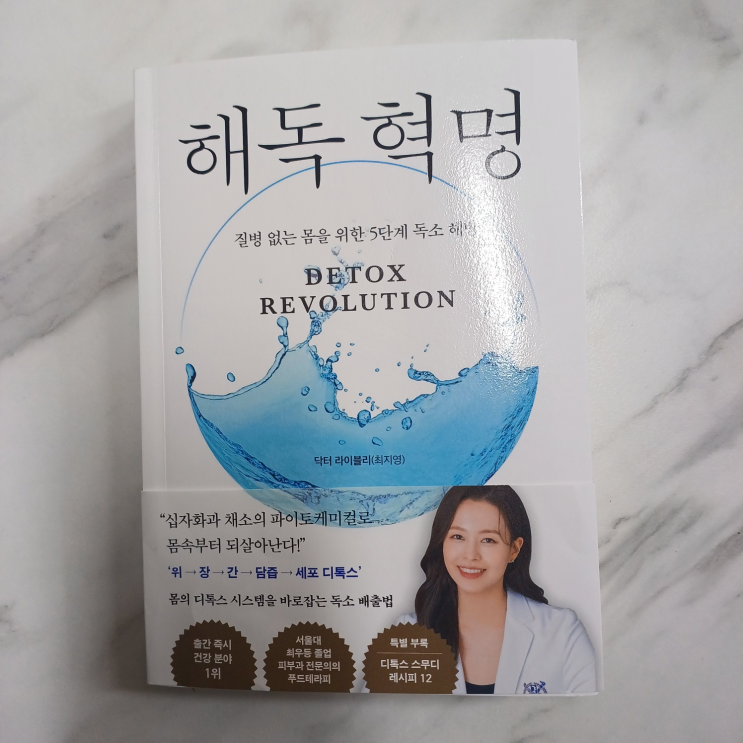 해독 혁명
질병 없는 몸을 위한 5단계 독소 해방
DETOX
REVOLUTION
닥터 라이블리(최지영)
“십자화과 채소의 파이토케미컬로
몸속부터 되살아난다!”
‘위→장→간→담즙→세포 디톡스’
몸의 디톡스 시스템을 바로잡는 독소 배출법
출간 즉시
건강 분야
1위
서울대
최우등 졸업
피부과 전문의의
푸드테라피
특별 부록
디톡스 스무디
레시피 12